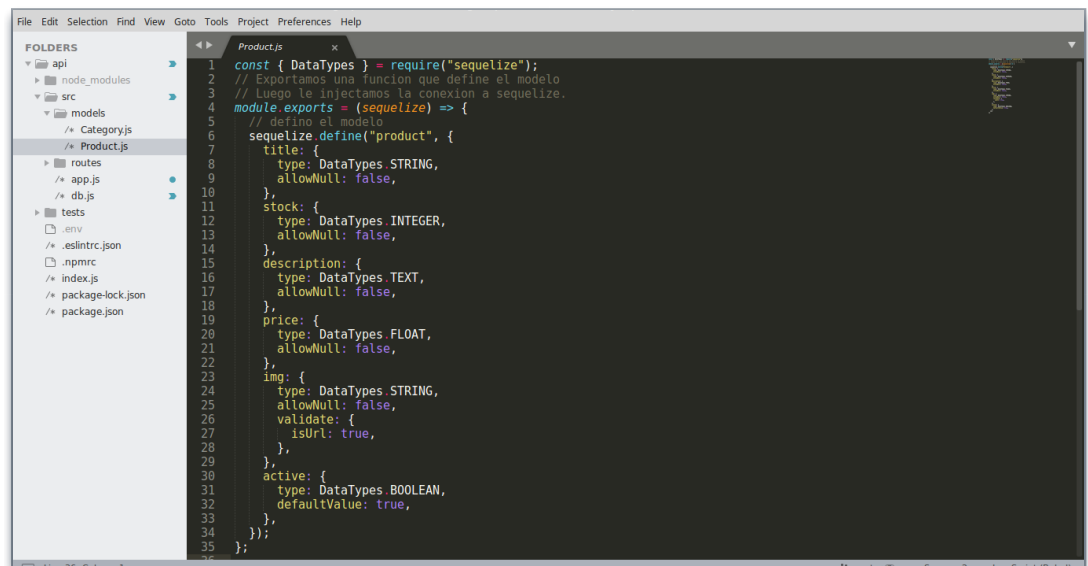 File Edit Selection Find View Goto Tools Project Preferences Help
FOLDERS
api
node_modules
src
models
/* Category.js
/* Product.js
routes
/* app.js
/* db.js
tests
.env
/* .eslintrc.json
.npmrc
/* index.js
/* package-lock.json
/* package.json
Product.js ×
1 const { DataTypes } = require("sequelize");
2 // Exportamos una funcion que define el modelo
3 // Luego le injectamos la conexion a sequelize.
4 module.exports = (sequelize) => {
5 // defino el modelo
6 sequelize.define("product", {
7 title: {
8 type: DataTypes.STRING,
9 allowNull: false,
10 },
11 stock: {
12 type: DataTypes.INTEGER,
13 allowNull: false,
14 },
15 description: {
16 type: DataTypes.TEXT,
17 allowNull: false,
18 },
19 price: {
20 type: DataTypes.FLOAT,
21 allowNull: false,
22 },
23 img: {
24 type: DataTypes.STRING,
25 allowNull: false,
26 validate: {
27 isUrl: true,
28 },
29 },
30 active: {
31 type: DataTypes.BOOLEAN,
32 defaultValue: true,
33 },
34 });
35 };